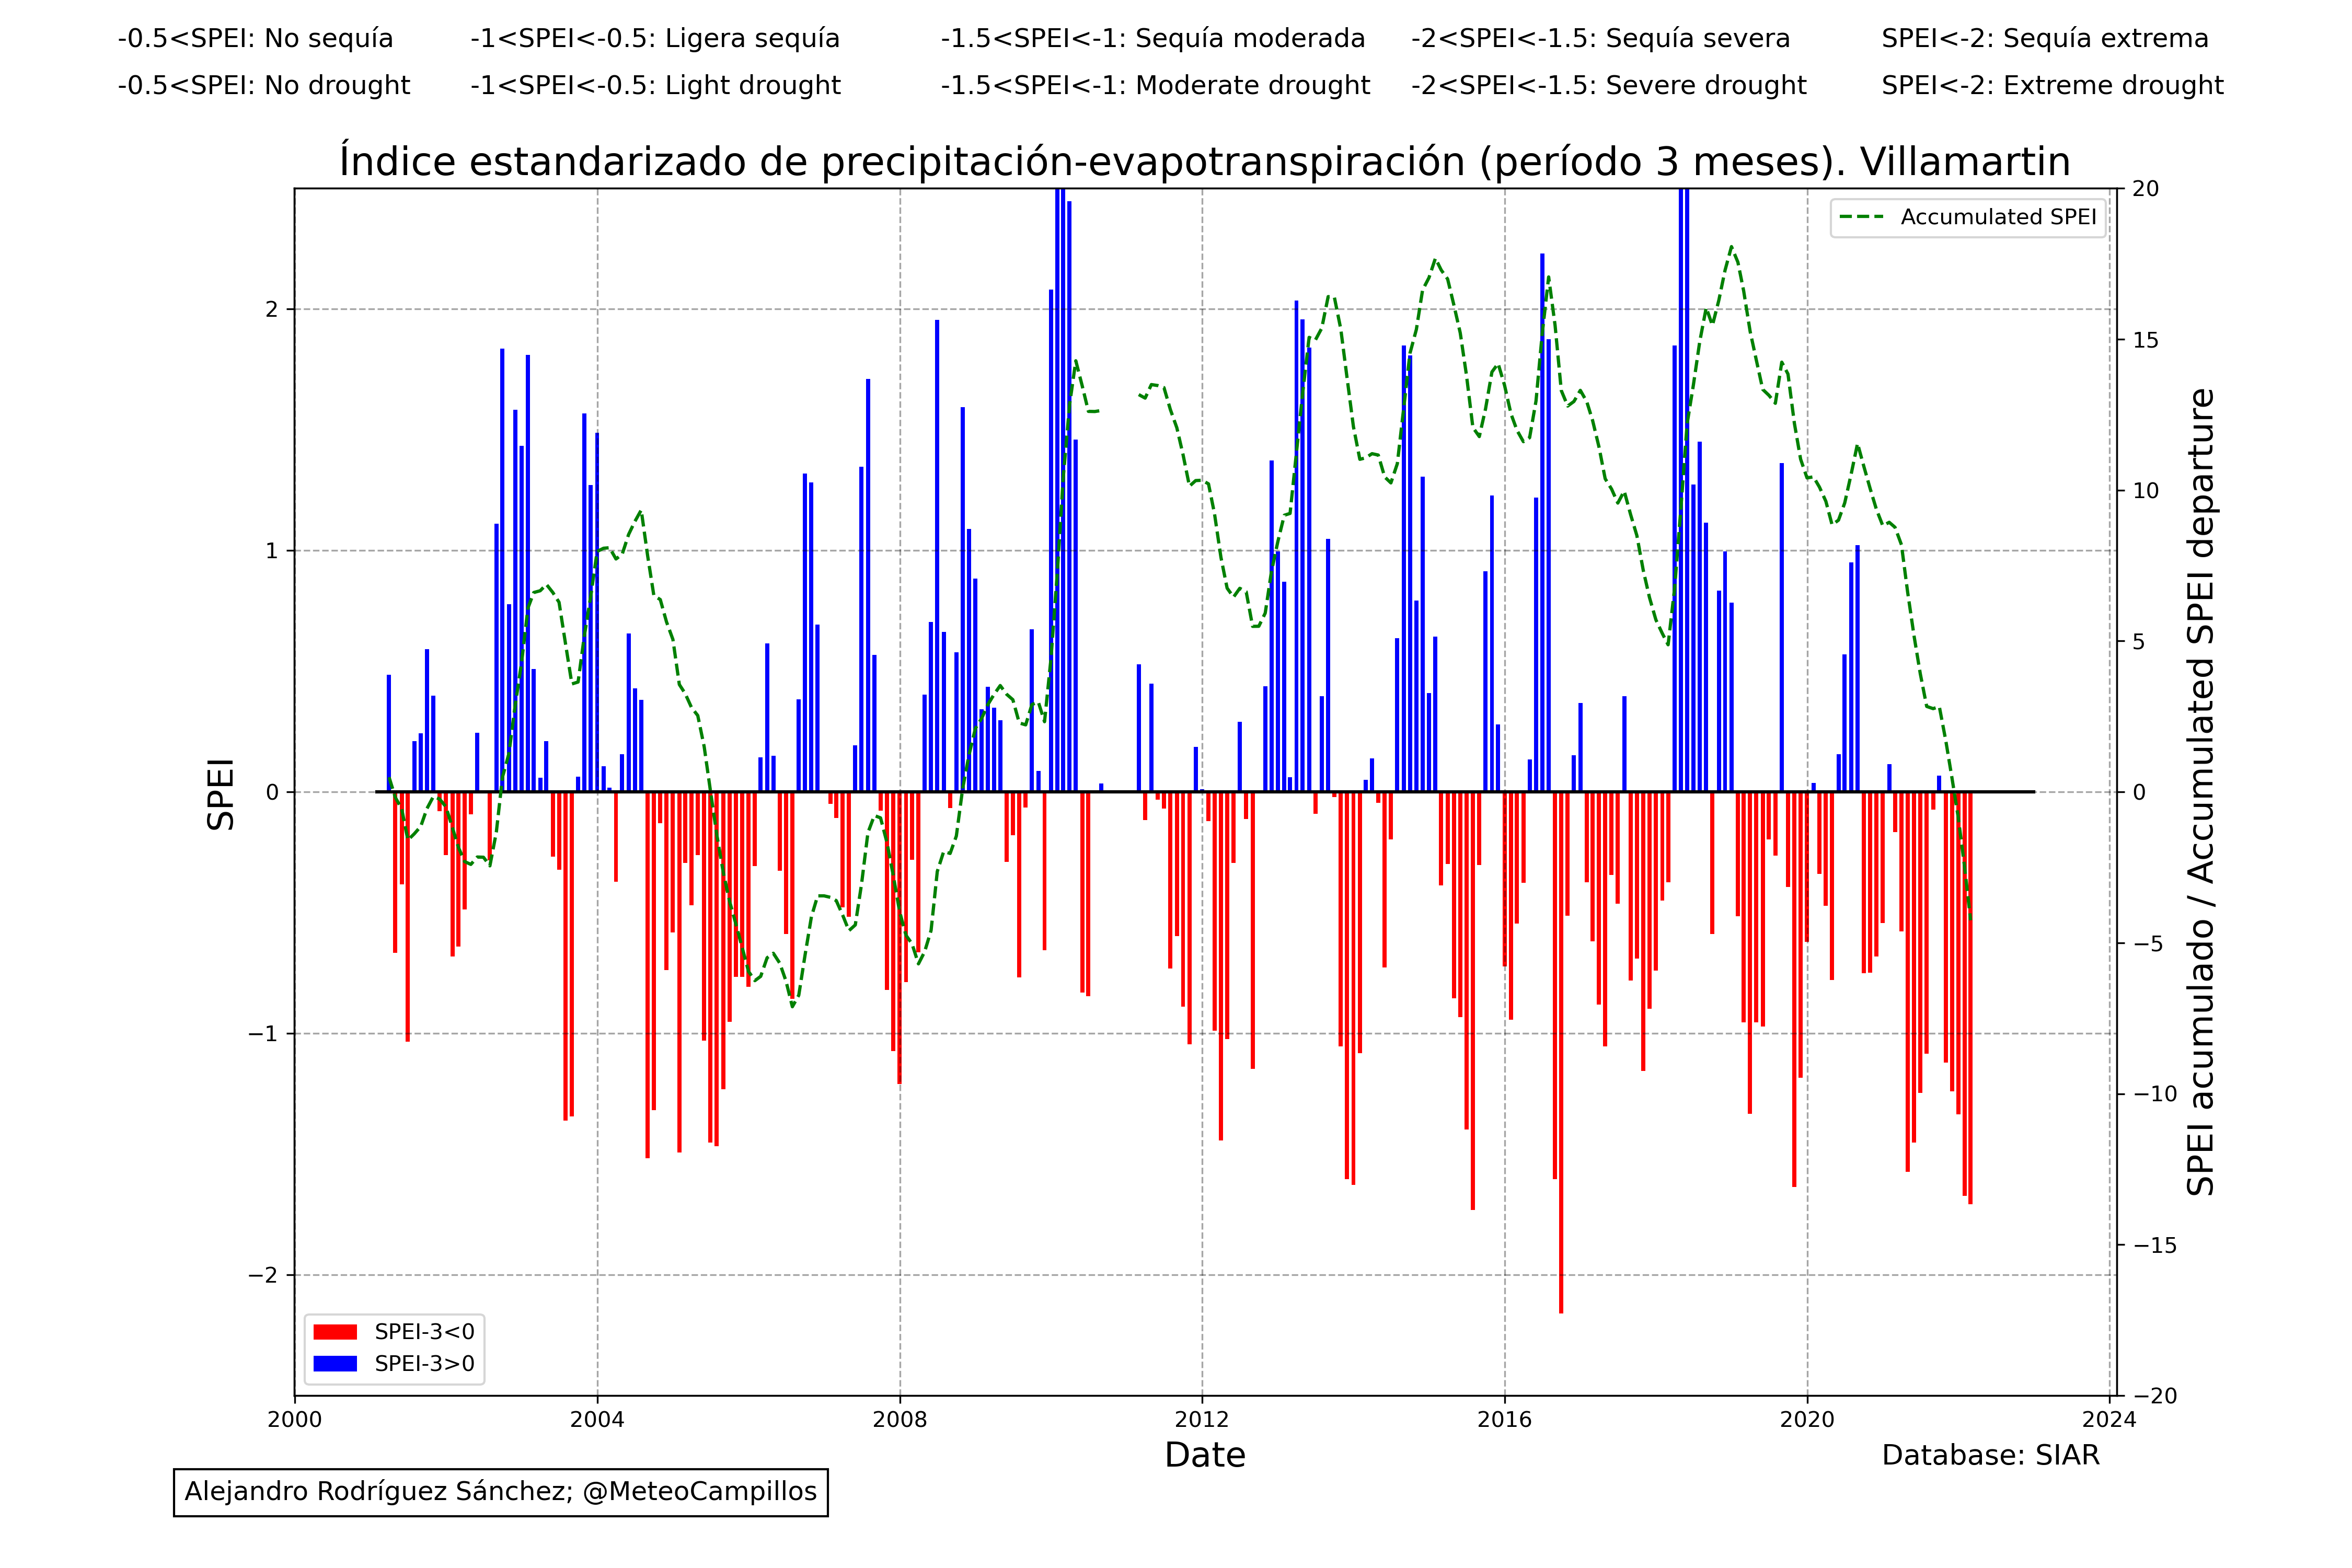 -0.5<SPEI: No sequía -1<SPEI<-0.5: Ligera sequía -1.5<SPEI<-1: Sequía moderada -2<SPEI<-1.5: Sequía severa SPEI<-2: Sequía extrema
-0.5<SPEI: No drought -1<SPEI<-0.5: Light drought -1.5<SPEI<-1: Moderate drought -2<SPEI<-1.5: Severe drought SPEI<-2: Extreme drought
Índice estandarizado de precipitación-evapotranspiración (período 3 meses). Villamartin
Accumulated SPEI
SPEI
2
1
0
−1
−2
20
15
10
5
0
−5
−10
−15
−20
SPEI acumulado / Accumulated SPEI departure
SPEI-3<0
SPEI-3>0
2000 2004 2008 2012 2016 2020 2024
Date
Database: SIAR
Alejandro Rodríguez Sánchez; @MeteoCampillos